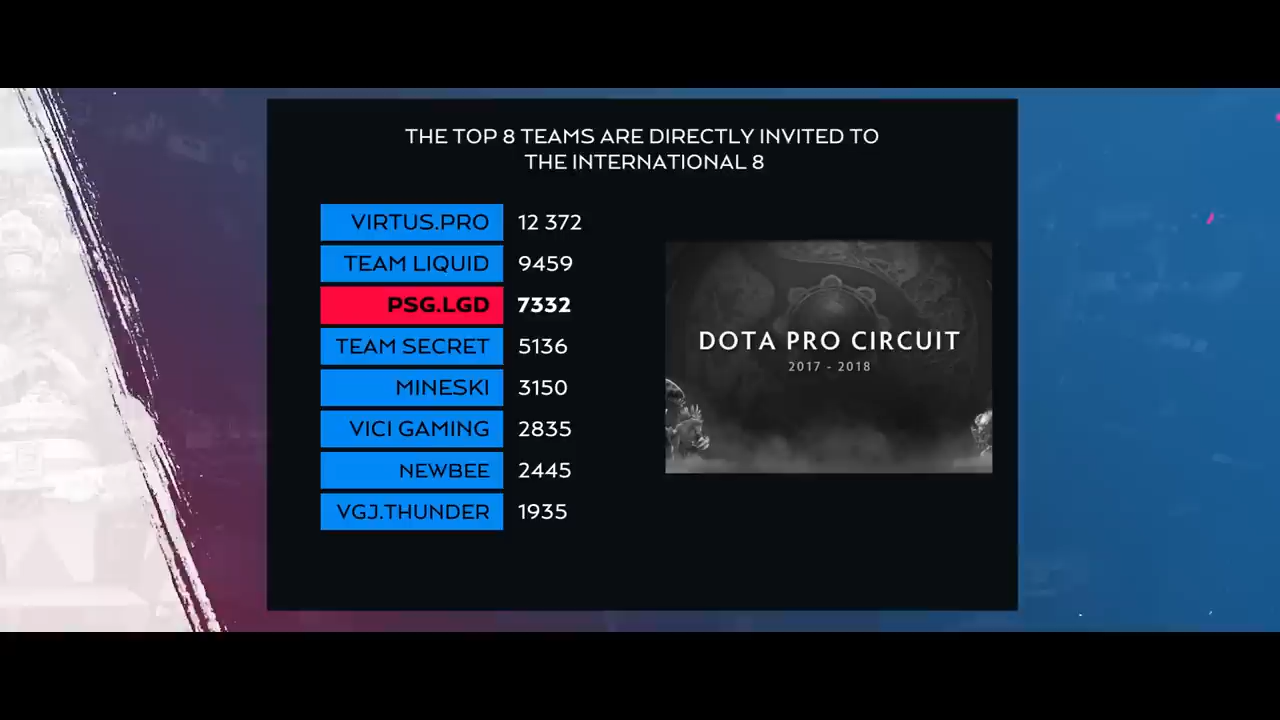 THE TOP 8 TEAMS ARE DIRECTLY INVITED TO
THE INTERNATIONAL 8
VIRTUS.PRO 12 372
TEAM LIQUID 9459
PSG.LGD 7332
TEAM SECRET 5136
MINESKI 3150
VICI GAMING 2835
NEWBEE 2445
VGJ.THUNDER 1935
DOTA PRO CIRCUIT
2017 - 2018